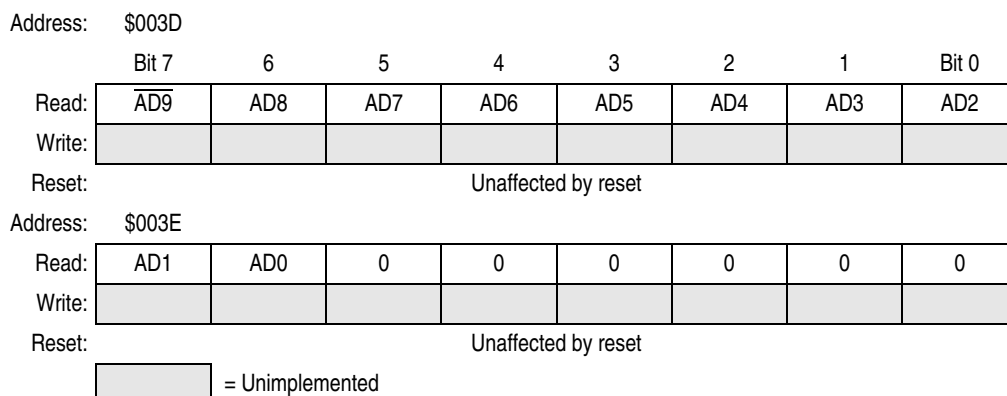 Address: $003D
Bit 7 6 5 4 3 2 1 Bit 0
Read: A̅D̅9̅ AD8 AD7 AD6 AD5 AD4 AD3 AD2
Write:
Reset: Unaffected by reset
Address: $003E
Read: AD1 AD0 0 0 0 0 0 0
Write:
Reset: Unaffected by reset
= Unimplemented